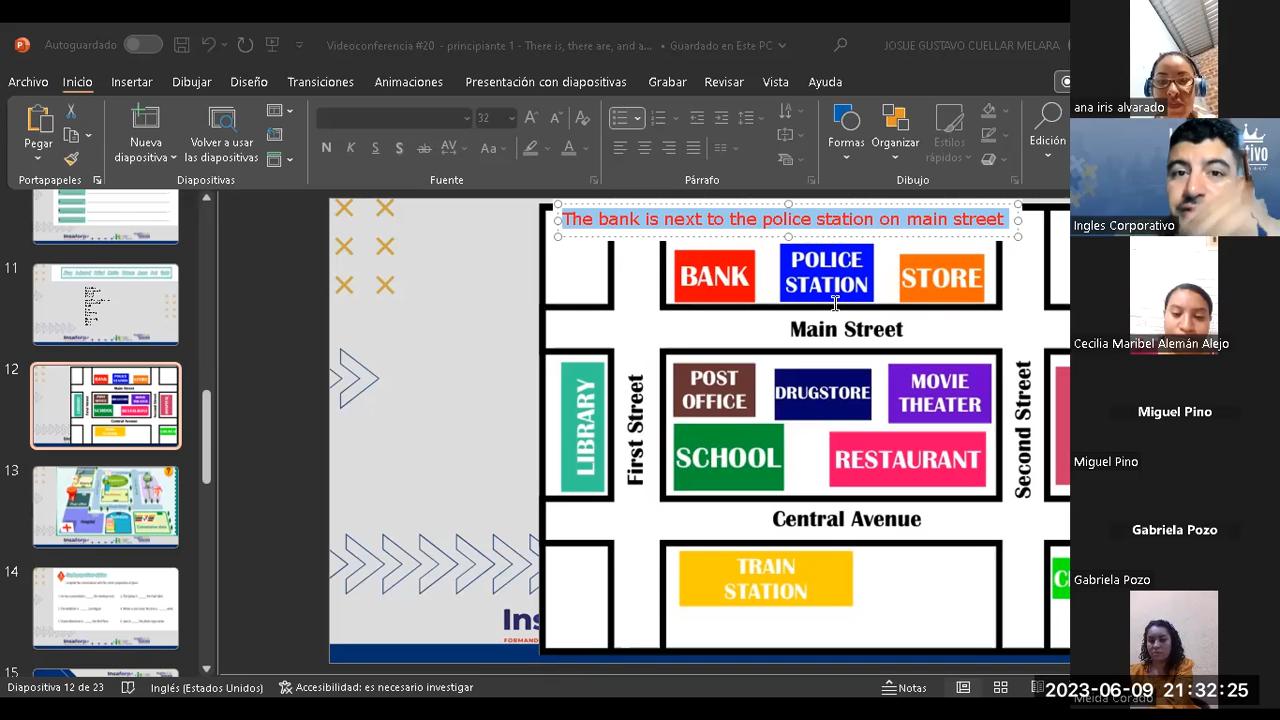 Autoguardado
Videoconferencia #20 - principiante 1 - There is, there are, and a... • Guardado en Este PC
JOSUE GUSTAVO CUELLAR MELARA
Archivo Inicio Insertar Dibujar Diseño Transiciones Animaciones Presentación con diapositivas Grabar Revisar Vista Ayuda
Pegar
Nueva diapositiva
Volver a usar las diapositivas
32
N K S S ab AV Aa A
Formas
Organizar
Estilos rápidos
Edición
Portapapeles
Diapositivas
Fuente
Párrafo
Dibujo
11
12
13
14
15
The bank is next to the police station on main street
BANK
POLICE
STATION
STORE
Main Street
LIBRARY
First Street
POST
OFFICE
DRUGSTORE
MOVIE
THEATER
SCHOOL
RESTAURANT
Second Street
Central Avenue
TRAIN
STATION
Ins
FORMAND
ana iris alvarado
Ingles Corporativo
Cecilia Maribel Alemán Alejo
Miguel Pino
Miguel Pino
Gabriela Pozo
Gabriela Pozo
Diapositiva 12 de 23
Inglés (Estados Unidos)
Accesibilidad: es necesario investigar
Notas
2023-06-09 21:32:25